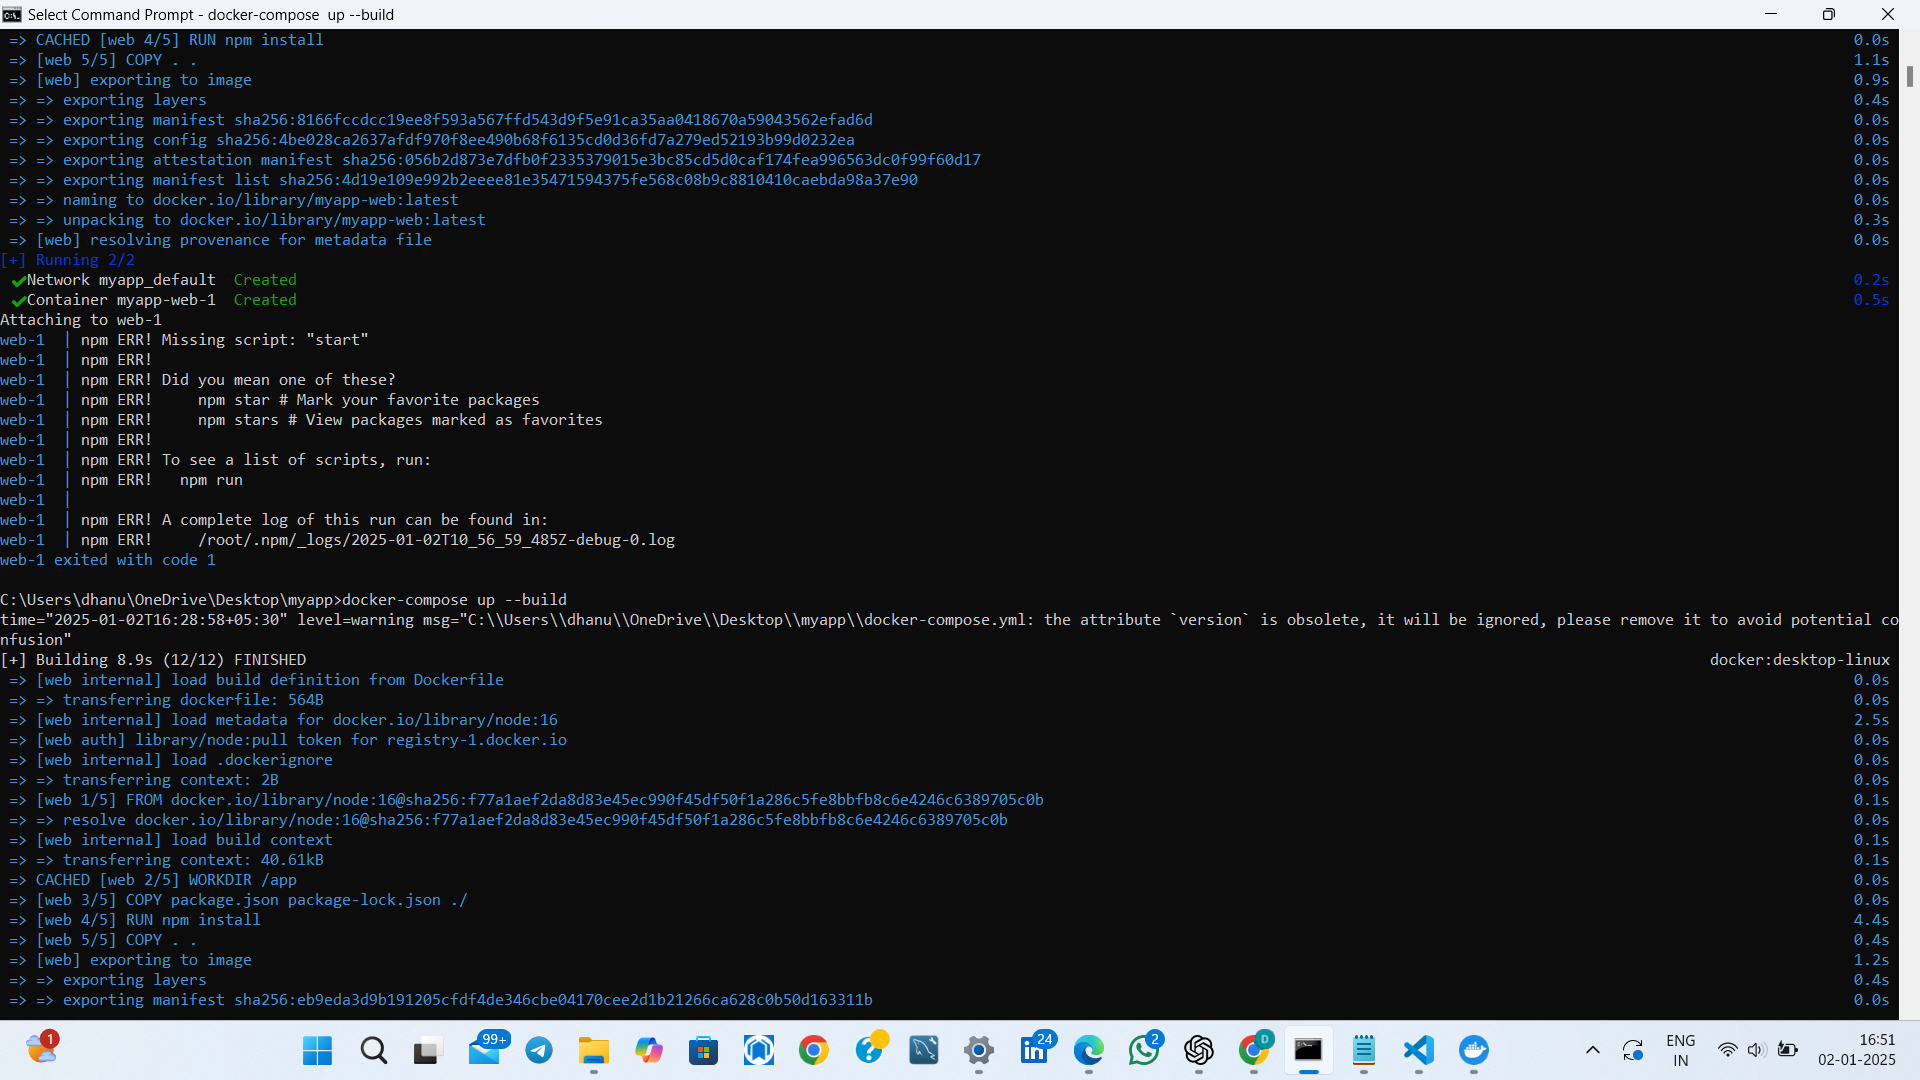 Select Command Prompt - docker-compose  up --build
=> CACHED [web 4/5] RUN npm install 0.0s
=> [web 5/5] COPY . . 1.1s
=> [web] exporting to image 0.9s
=> => exporting layers 0.4s
=> => exporting manifest sha256:8166fccdcc19ee8f593a567ffd543d9f5e91ca35aa0418670a59043562efad6d 0.0s
=> => exporting config sha256:4be028ca2637afdf970f8ee490b68f6135cd0d36fd7a279ed52193b99d0232ea 0.0s
=> => exporting attestation manifest sha256:056b2d873e7dfb0f2335379015e3bc85cd5d0caf174fea996563dc0f99f60d17 0.0s
=> => exporting manifest list sha256:4d19e109e992b2eeee81e35471594375fe568c08b9c8810410caebda98a37e90 0.0s
=> => naming to docker.io/library/myapp-web:latest 0.0s
=> => unpacking to docker.io/library/myapp-web:latest 0.3s
=> [web] resolving provenance for metadata file 0.0s
[+] Running 2/2
✔Network myapp_default  Created 0.2s
✔Container myapp-web-1  Created 0.5s
Attaching to web-1
web-1  | npm ERR! Missing script: "start"
web-1  | npm ERR!
web-1  | npm ERR! Did you mean one of these?
web-1  | npm ERR!     npm star # Mark your favorite packages
web-1  | npm ERR!     npm stars # View packages marked as favorites
web-1  | npm ERR!
web-1  | npm ERR! To see a list of scripts, run:
web-1  | npm ERR!   npm run
web-1  |
web-1  | npm ERR! A complete log of this run can be found in:
web-1  | npm ERR!     /root/.npm/_logs/2025-01-02T10_56_59_485Z-debug-0.log
web-1 exited with code 1
C:\Users\dhanu\OneDrive\Desktop\myapp>docker-compose up --build
time="2025-01-02T16:28:58+05:30" level=warning msg="C:\\Users\\dhanu\\OneDrive\\Desktop\\myapp\\docker-compose.yml: the attribute `version` is obsolete, it will be ignored, please remove it to avoid potential co
nfusion"
[+] Building 8.9s (12/12) FINISHED docker:desktop-linux
=> [web internal] load build definition from Dockerfile 0.0s
=> => transferring dockerfile: 564B 0.0s
=> [web internal] load metadata for docker.io/library/node:16 2.5s
=> [web auth] library/node:pull token for registry-1.docker.io 0.0s
=> [web internal] load .dockerignore 0.0s
=> => transferring context: 2B 0.0s
=> [web 1/5] FROM docker.io/library/node:16@sha256:f77a1aef2da8d83e45ec990f45df50f1a286c5fe8bbfb8c6e4246c6389705c0b 0.1s
=> => resolve docker.io/library/node:16@sha256:f77a1aef2da8d83e45ec990f45df50f1a286c5fe8bbfb8c6e4246c6389705c0b 0.0s
=> [web internal] load build context 0.1s
=> => transferring context: 40.61kB 0.1s
=> CACHED [web 2/5] WORKDIR /app 0.0s
=> [web 3/5] COPY package.json package-lock.json ./ 0.0s
=> [web 4/5] RUN npm install 4.4s
=> [web 5/5] COPY . . 0.4s
=> [web] exporting to image 1.2s
=> => exporting layers 0.4s
=> => exporting manifest sha256:eb9eda3d9b191205cfdf4de346cbe04170cee2d1b21266ca628c0b50d163311b 0.0s
1
99+
24
2
D
ENG
IN
16:51
02-01-2025